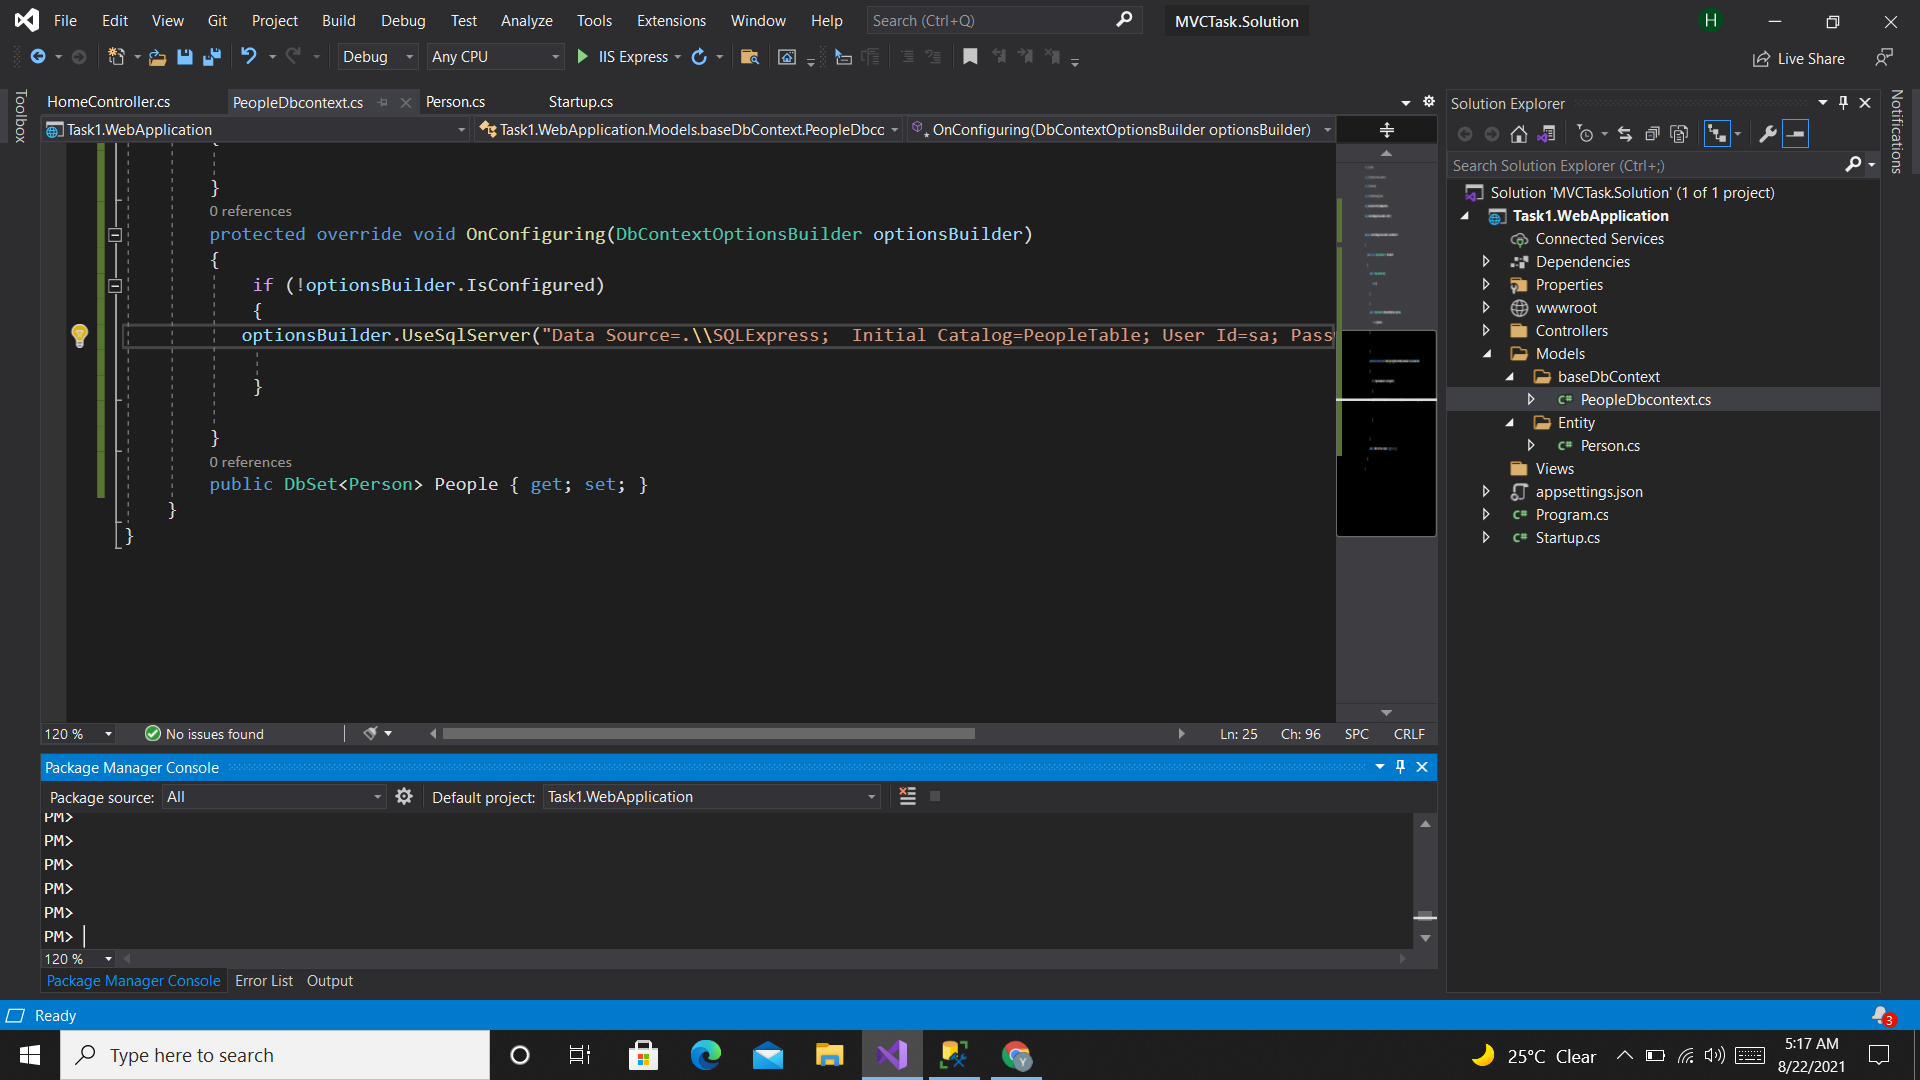 File Edit View Git Project Build Debug Test Analyze Tools Extensions Window Help Search (Ctrl+Q) MVCTask.Solution H
Debug Any CPU IIS Express Live Share
Toolbox
HomeController.cs PeopleDbcontext.cs Person.cs Startup.cs
Task1.WebApplication Task1.WebApplication.Models.baseDbContext.PeopleDbcc OnConfiguring(DbContextOptionsBuilder optionsBuilder)
}
0 references
protected override void OnConfiguring(DbContextOptionsBuilder optionsBuilder)
{
if (!optionsBuilder.IsConfigured)
{
optionsBuilder.UseSqlServer("Data Source=.\\SQLExpress;  Initial Catalog=PeopleTable; User Id=sa; Pass
}
}
0 references
public DbSet<Person> People { get; set; }
}
}
120 % No issues found Ln: 25 Ch: 96 SPC CRLF
Package Manager Console
Package source: All Default project: Task1.WebApplication
PM>
PM>
PM>
PM>
PM>
PM>
120 %
Package Manager Console Error List Output
Solution Explorer
Search Solution Explorer (Ctrl+;)
Solution 'MVCTask.Solution' (1 of 1 project)
Task1.WebApplication
Connected Services
Dependencies
Properties
wwwroot
Controllers
Models
baseDbContext
PeopleDbcontext.cs
Entity
Person.cs
Views
appsettings.json
Program.cs
Startup.cs
Notifications
Ready 3
Type here to search 25°C Clear 5:17 AM
8/22/2021